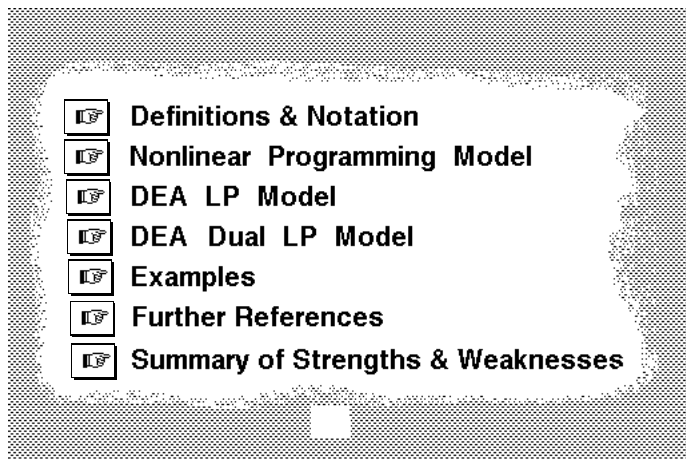 Definitions & Notation
Nonlinear Programming Model
DEA LP Model
DEA Dual LP Model
Examples
Further References
Summary of Strengths & Weaknesses